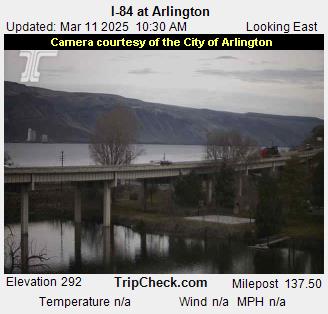 I-84 at Arlington
Updated: Mar 11 2025 10:30 AM Looking East
Camera courtesy of the City of Arlington
Elevation 292 TripCheck.com Milepost 137.50
Temperature n/a Wind n/a MPH n/a